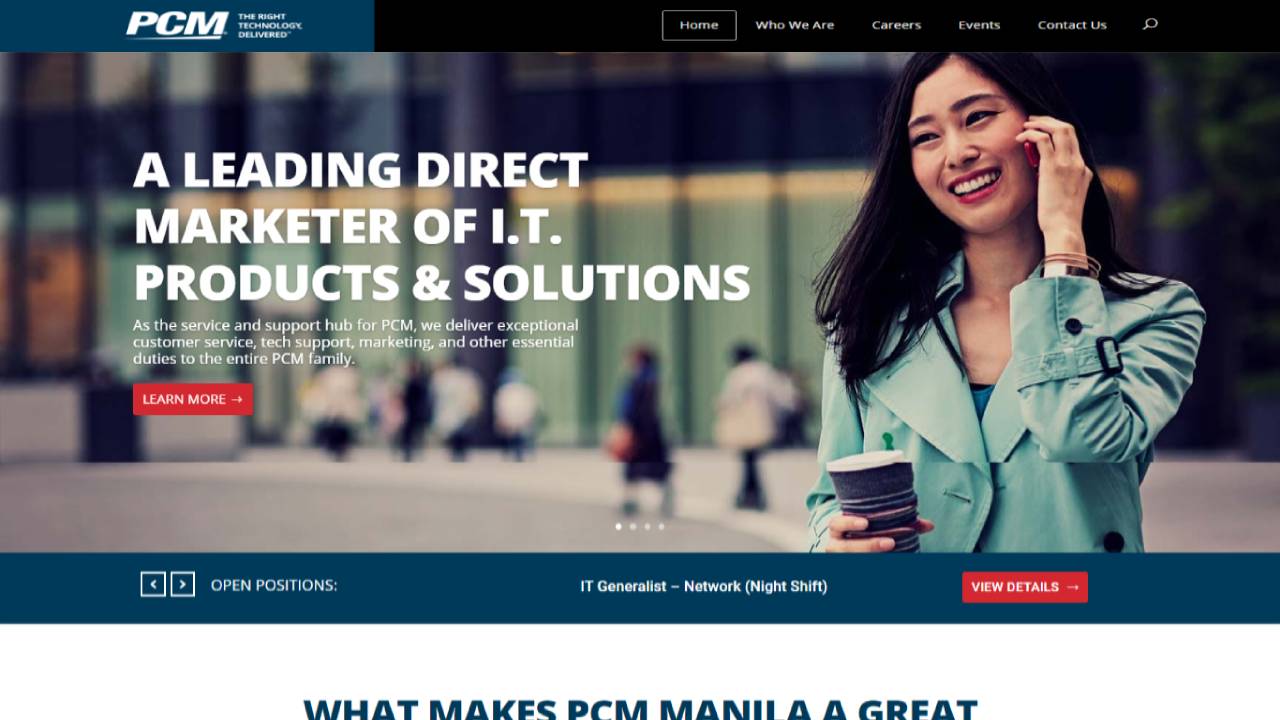 PCM
THE RIGHT
TECHNOLOGY.
DELIVERED™
Home
Who We Are
Careers
Events
Contact Us
A LEADING DIRECT
MARKETER OF I.T.
PRODUCTS & SOLUTIONS
As the service and support hub for PCM, we deliver exceptional
customer service, tech support, marketing, and other essential
duties to the entire PCM family.
LEARN MORE →
OPEN POSITIONS:
IT Generalist – Network (Night Shift)
VIEW DETAILS →
WHAT MAKES PCM MANILA A GREAT